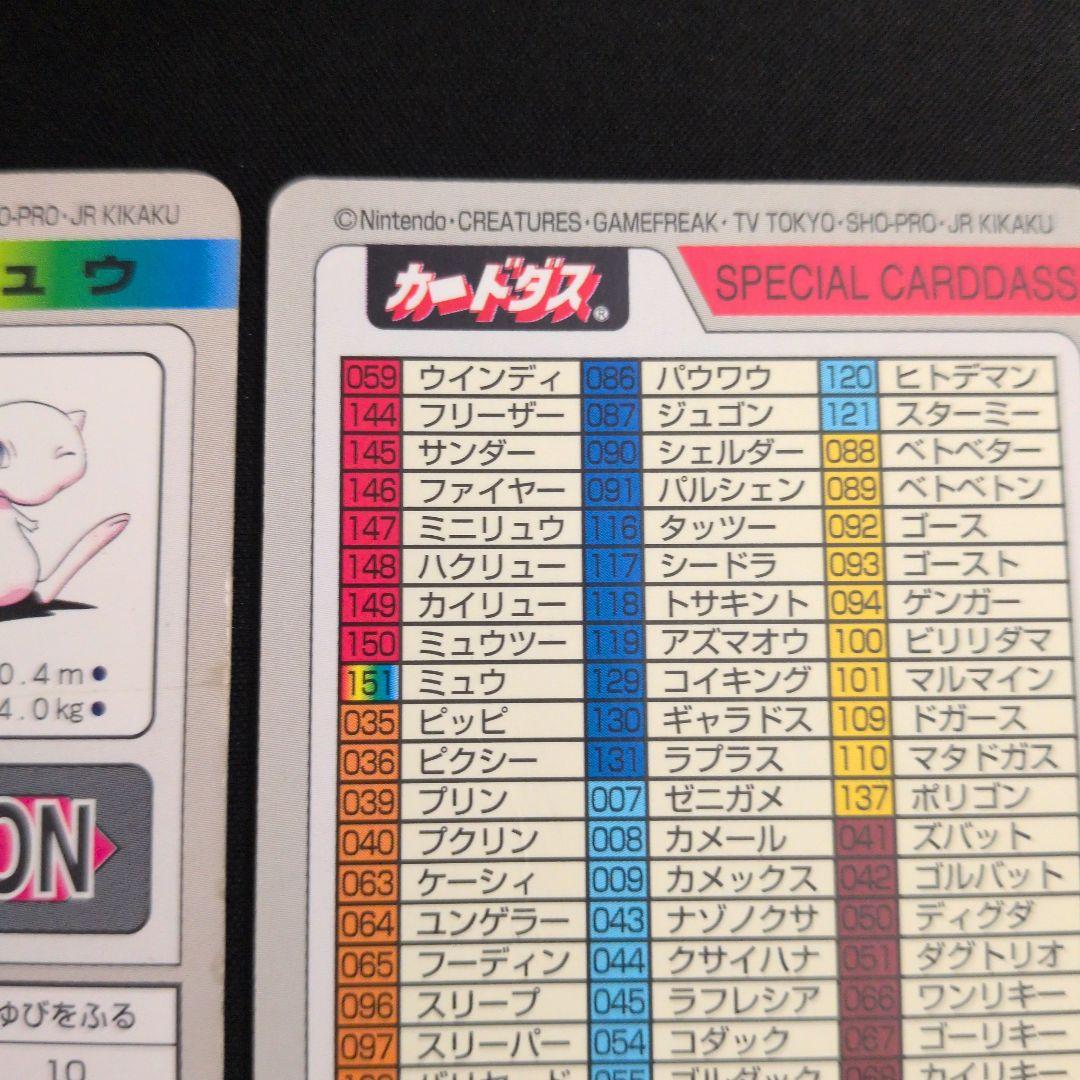 O-PRO・JR KIKAKU
ュウ
0.4m●
4.0kg●
ON
ゆびをふる
10
©Nintendo・CREATURES・GAMEFREAK・TV TOKYO・SHO-PRO・JR KIKAKU
カードダス®
SPECIAL CARDDASS
059 ウインディ 086 パウワウ 120 ヒトデマン
144 フリーザー 087 ジュゴン 121 スターミー
145 サンダー 090 シェルダー 088 ベトベター
146 ファイヤー 091 パルシェン 089 ベトベトン
147 ミニリュウ 116 タッツー 092 ゴース
148 ハクリュー 117 シードラ 093 ゴースト
149 カイリュー 118 トサキント 094 ゲンガー
150 ミュウツー 119 アズマオウ 100 ビリリダマ
151 ミュウ 129 コイキング 101 マルマイン
035 ピッピ 130 ギャラドス 109 ドガース
036 ピクシー 131 ラプラス 110 マタドガス
039 プリン 007 ゼニガメ 137 ポリゴン
040 プクリン 008 カメール 041 ズバット
063 ケーシィ 009 カメックス 042 ゴルバット
064 ユンゲラー 043 ナゾノクサ 050 ディグダ
065 フーディン 044 クサイハナ 051 ダグトリオ
096 スリープ 045 ラフレシア 066 ワンリキー
097 スリーパー 054 コダック 067 ゴーリキー
バリヤード 055 ゴルダック 068 カイリキー